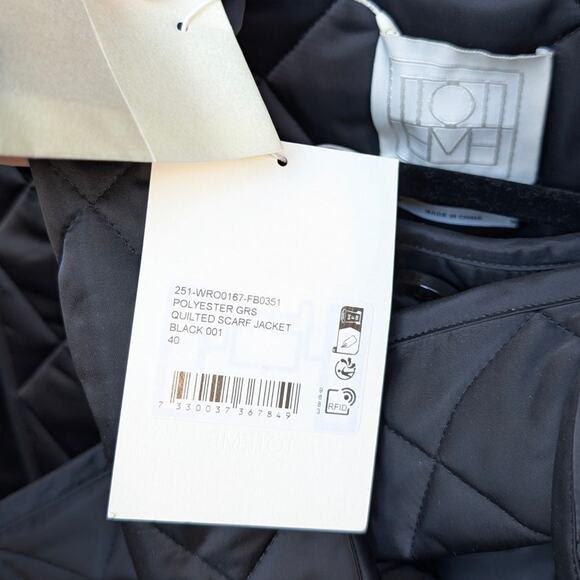 MADE IN CHINA
251-WRO0167-FB0351
POLYESTER GRS
QUILTED SCARF JACKET
BLACK 001
40
7 330037 367849
RFID